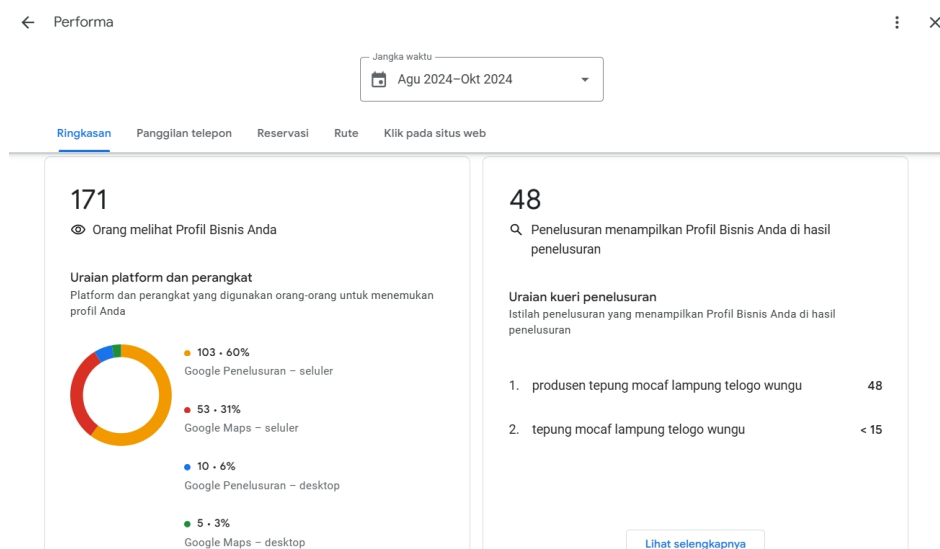 Performa
Jangka waktu
Agu 2024–Okt 2024
Ringkasan
Panggilan telepon
Reservasi
Rute
Klik pada situs web
171
Orang melihat Profil Bisnis Anda
Uraian platform dan perangkat
Platform dan perangkat yang digunakan orang-orang untuk menemukan
profil Anda
103 • 60%
Google Penelusuran – seluler
53 • 31%
Google Maps – seluler
10 • 6%
Google Penelusuran – desktop
5 • 3%
Google Maps – desktop
48
Penelusuran menampilkan Profil Bisnis Anda di hasil
penelusuran
Uraian kueri penelusuran
Istilah penelusuran yang menampilkan Profil Bisnis Anda di hasil
penelusuran
1. produsen tepung mocaf lampung telogo wungu 48
2. tepung mocaf lampung telogo wungu < 15
Lihat selengkapnya